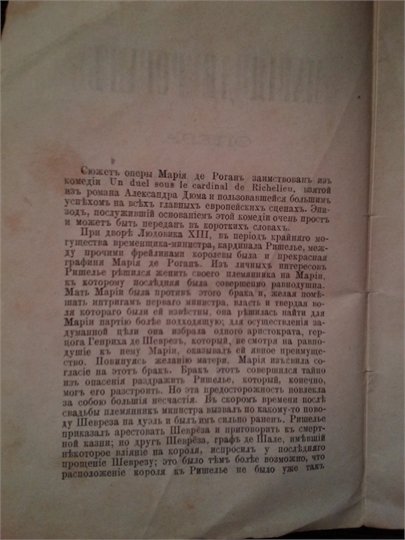 Сюжетъ оперы Марія де Роганъ заимствованъ изъ
комедіи Un duel sous le cardinal de Richelieu, взятой
изъ романа Александра Дюма и пользовавшейся большимъ
успѣхомъ на всѣхъ главныхъ европейскихъ сценахъ. Эпи-
зодъ, послужившій основаніемъ этой комедіи очень простъ
и можетъ быть переданъ въ короткихъ словахъ.
При дворѣ Людовика XIII, въ періодъ крайняго мо-
гущества временщика-министра, кардинала Ришелье, меж-
ду прочими фрейлинами королевы была и прекрасная
графиня Марія де Роганъ. Изъ личныхъ интересовъ
Ришелье рѣшился женить своего племянника на Маріи,
къ которому послѣдняя была совершенно равнодушна.
Мать Маріи была противъ этого брака и, желая помѣ-
шать интригамъ перваго министра, власть и твердая во-
ля котораго были ей извѣстны, она рѣшилась найти для
Маріи партію болѣе подходящую; для осуществленія за-
думанной цѣли она избрала одного аристократа, гер-
цога Генриха де Шеврезъ, который, не смотря на равно-
душіе къ нему Маріи, оказывалъ ей явное преимуще-
ство. Повинуясь желанію матери, Марія изъявила со-
гласіе на этотъ бракъ. Бракъ этотъ совершился тайно
изъ опасенія раздражить Ришелье, который, конечно,
могъ его разстроить. Но эта предосторожность повлекла
за собою большія несчастія. Въ скоромъ времени послѣ
свадьбы племянникъ министра вызвалъ по какому-то пово-
ду Шевреза на дуэль и былъ имъ сильно раненъ. Ришелье
приказалъ арестовать Шеврёза и приговорить къ смерт-
ной казни; но другъ Шеврёза, графъ де Шале, имѣвшій
нѣкоторое вліяніе на короля, испросилъ у послѣдняго
прощеніе Шеврезу; это было тѣмъ болѣе возможно, что
расположеніе короля къ Ришелье не было уже такъ